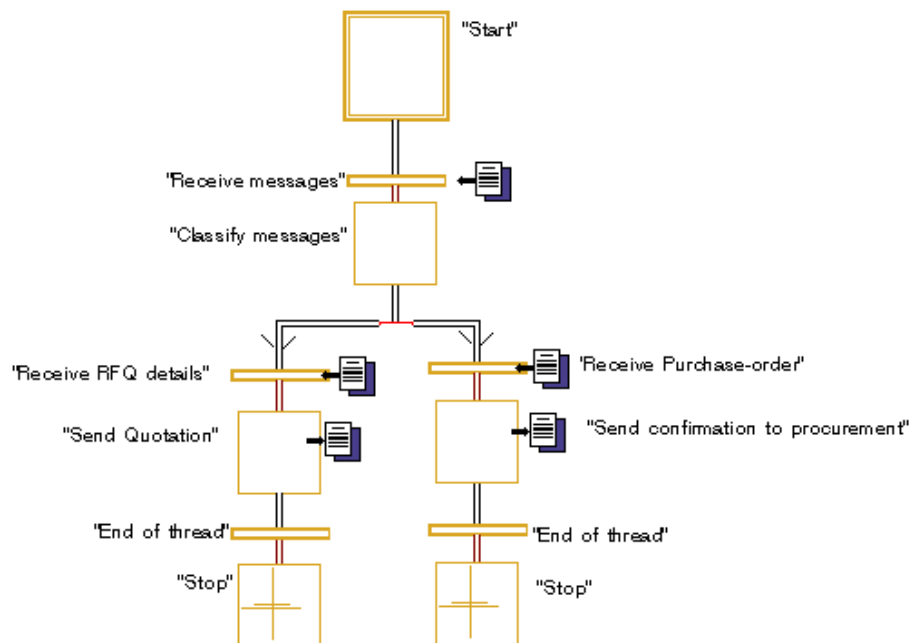 "Start"
"Receive messages"
"Classify messages"
"Receive RFQ details"
"Receive Purchase-order"
"Send Quotation"
"Send confirmation to procurement"
"End of thread"
"End of thread"
"Stop"
"Stop"